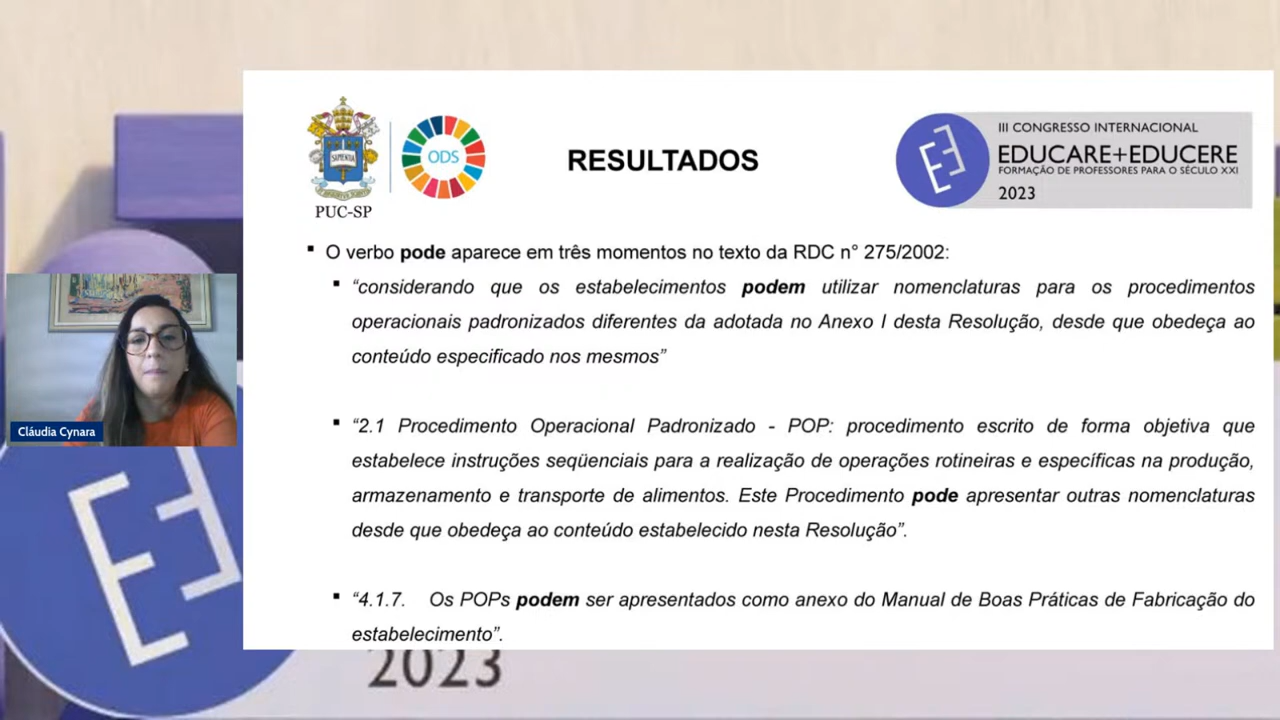 PUC-SP
SAPIENTIA
ODS
RESULTADOS
III CONGRESSO INTERNACIONAL
EDUCARE+EDUCERE
FORMAÇÃO DE PROFESSORES PARA O SÉCULO XXI
2023
O verbo pode aparece em três momentos no texto da RDC n° 275/2002:
“considerando que os estabelecimentos podem utilizar nomenclaturas para os procedimentos
operacionais padronizados diferentes da adotada no Anexo I desta Resolução, desde que obedeça ao
conteúdo especificado nos mesmos”
“2.1 Procedimento Operacional Padronizado - POP: procedimento escrito de forma objetiva que
estabelece instruções seqüenciais para a realização de operações rotineiras e específicas na produção,
armazenamento e transporte de alimentos. Este Procedimento pode apresentar outras nomenclaturas
desde que obedeça ao conteúdo estabelecido nesta Resolução”.
“4.1.7. Os POPs podem ser apresentados como anexo do Manual de Boas Práticas de Fabricação do
estabelecimento”.
Cláudia Cynara
2023